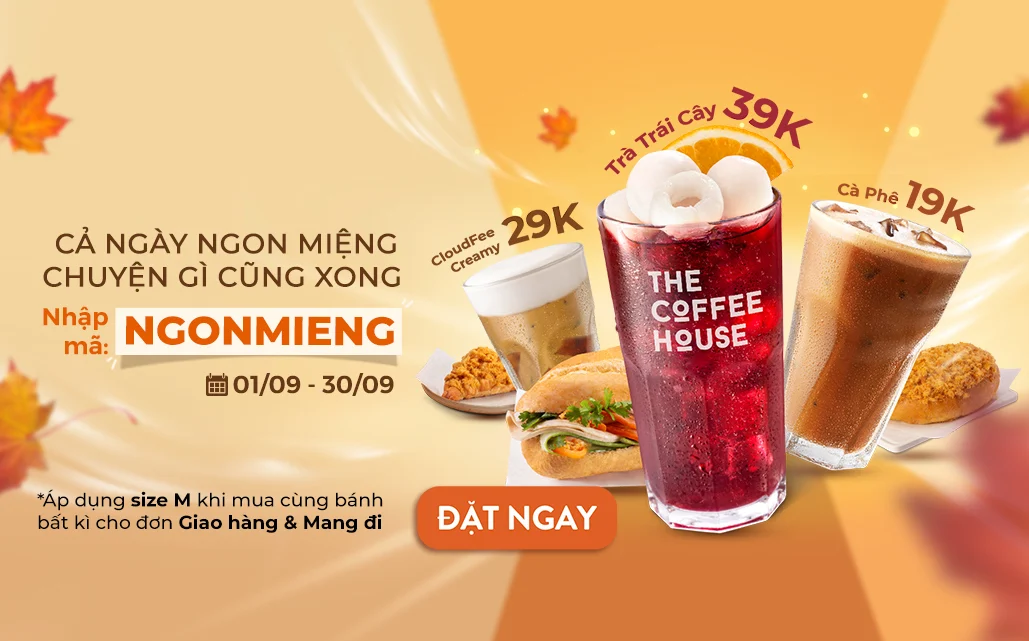 CẢ NGÀY NGON MIỆNG
CHUYỆN GÌ CŨNG XONG
Nhập
mã:
NGONMIENG
01/09 - 30/09
*Áp dụng size M khi mua cùng bánh
bất kì cho đơn Giao hàng & Mang đi
CloudFee
Creamy
29K
Trà Trái Cây 39K
Cà Phê 19K
THE
COFFEE
HOUSE
ĐẶT NGAY